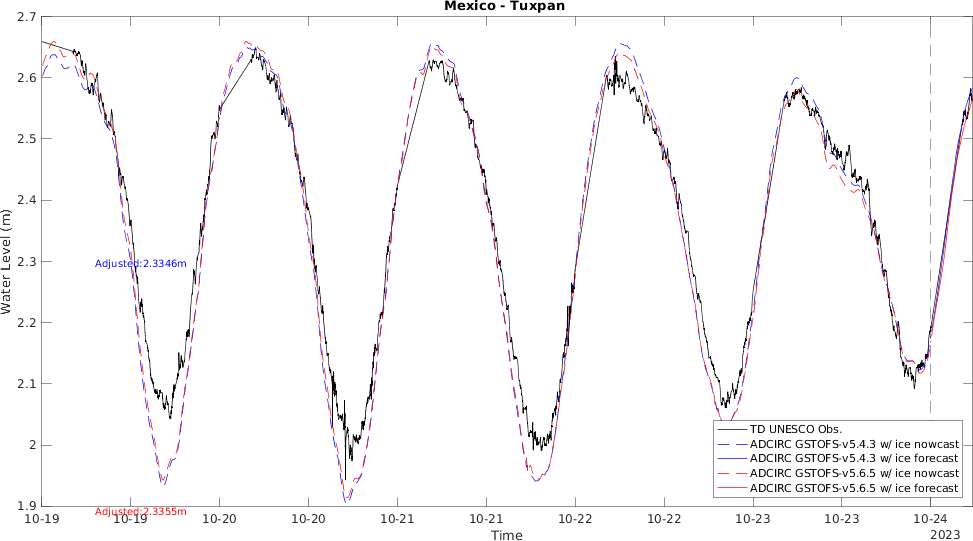 Mexico - Tuxpan
2.7
2.6
2.5
2.4
2.3
2.2
2.1
2
1.9
Water Level (m)
Adjusted:2.3346m
Adjusted:2.3355m
TD UNESCO Obs.
ADCIRC GSTOFS-v5.4.3 w/ ice nowcast
ADCIRC GSTOFS-v5.4.3 w/ ice forecast
ADCIRC GSTOFS-v5.6.5 w/ ice nowcast
ADCIRC GSTOFS-v5.6.5 w/ ice forecast
10-19 10-19 10-20 10-20 10-21 10-21 10-22 10-22 10-23 10-23 10-24
2023
Time